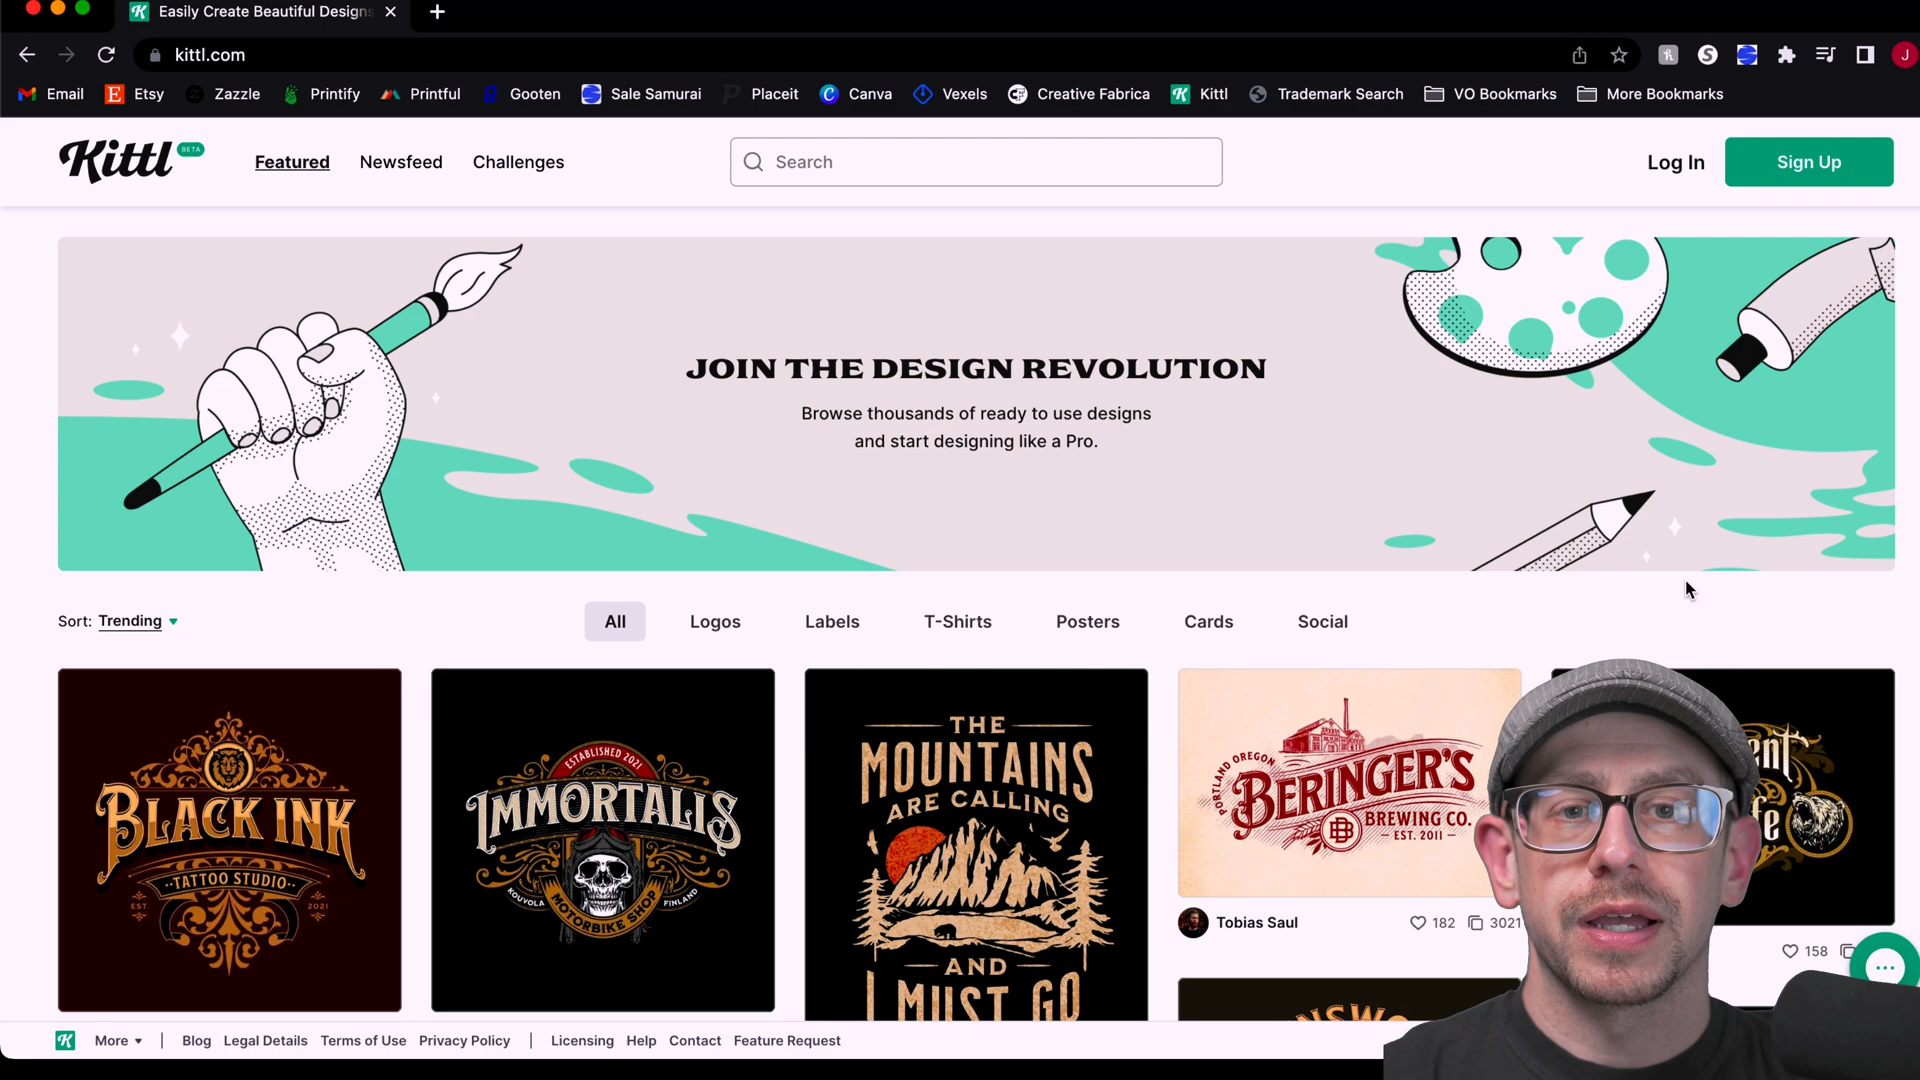 Easily Create Beautiful Designs
kittl.com
J
Email Etsy Zazzle Printify Printful Gooten Sale Samurai Placeit Canva Vexels Creative Fabrica Kittl Trademark Search VO Bookmarks More Bookmarks
Kittl BETA Featured Newsfeed Challenges Search Log In Sign Up
JOIN THE DESIGN REVOLUTION
Browse thousands of ready to use designs
and start designing like a Pro.
Sort: Trending All Logos Labels T-Shirts Posters Cards Social
BLACK INK
TATTOO STUDIO
EST. 2021
ESTABLISHED 2021
IMMORTALIS
KOUVOLA MOTORBIKE SHOP FINLAND
THE
MOUNTAINS
ARE CALLING
AND
I MUST GO
PORTLAND OREGON
BERINGER'S
BREWING CO.
EST. 2011
Tobias Saul 182 3021
158
More Blog Legal Details Terms of Use Privacy Policy Licensing Help Contact Feature Request